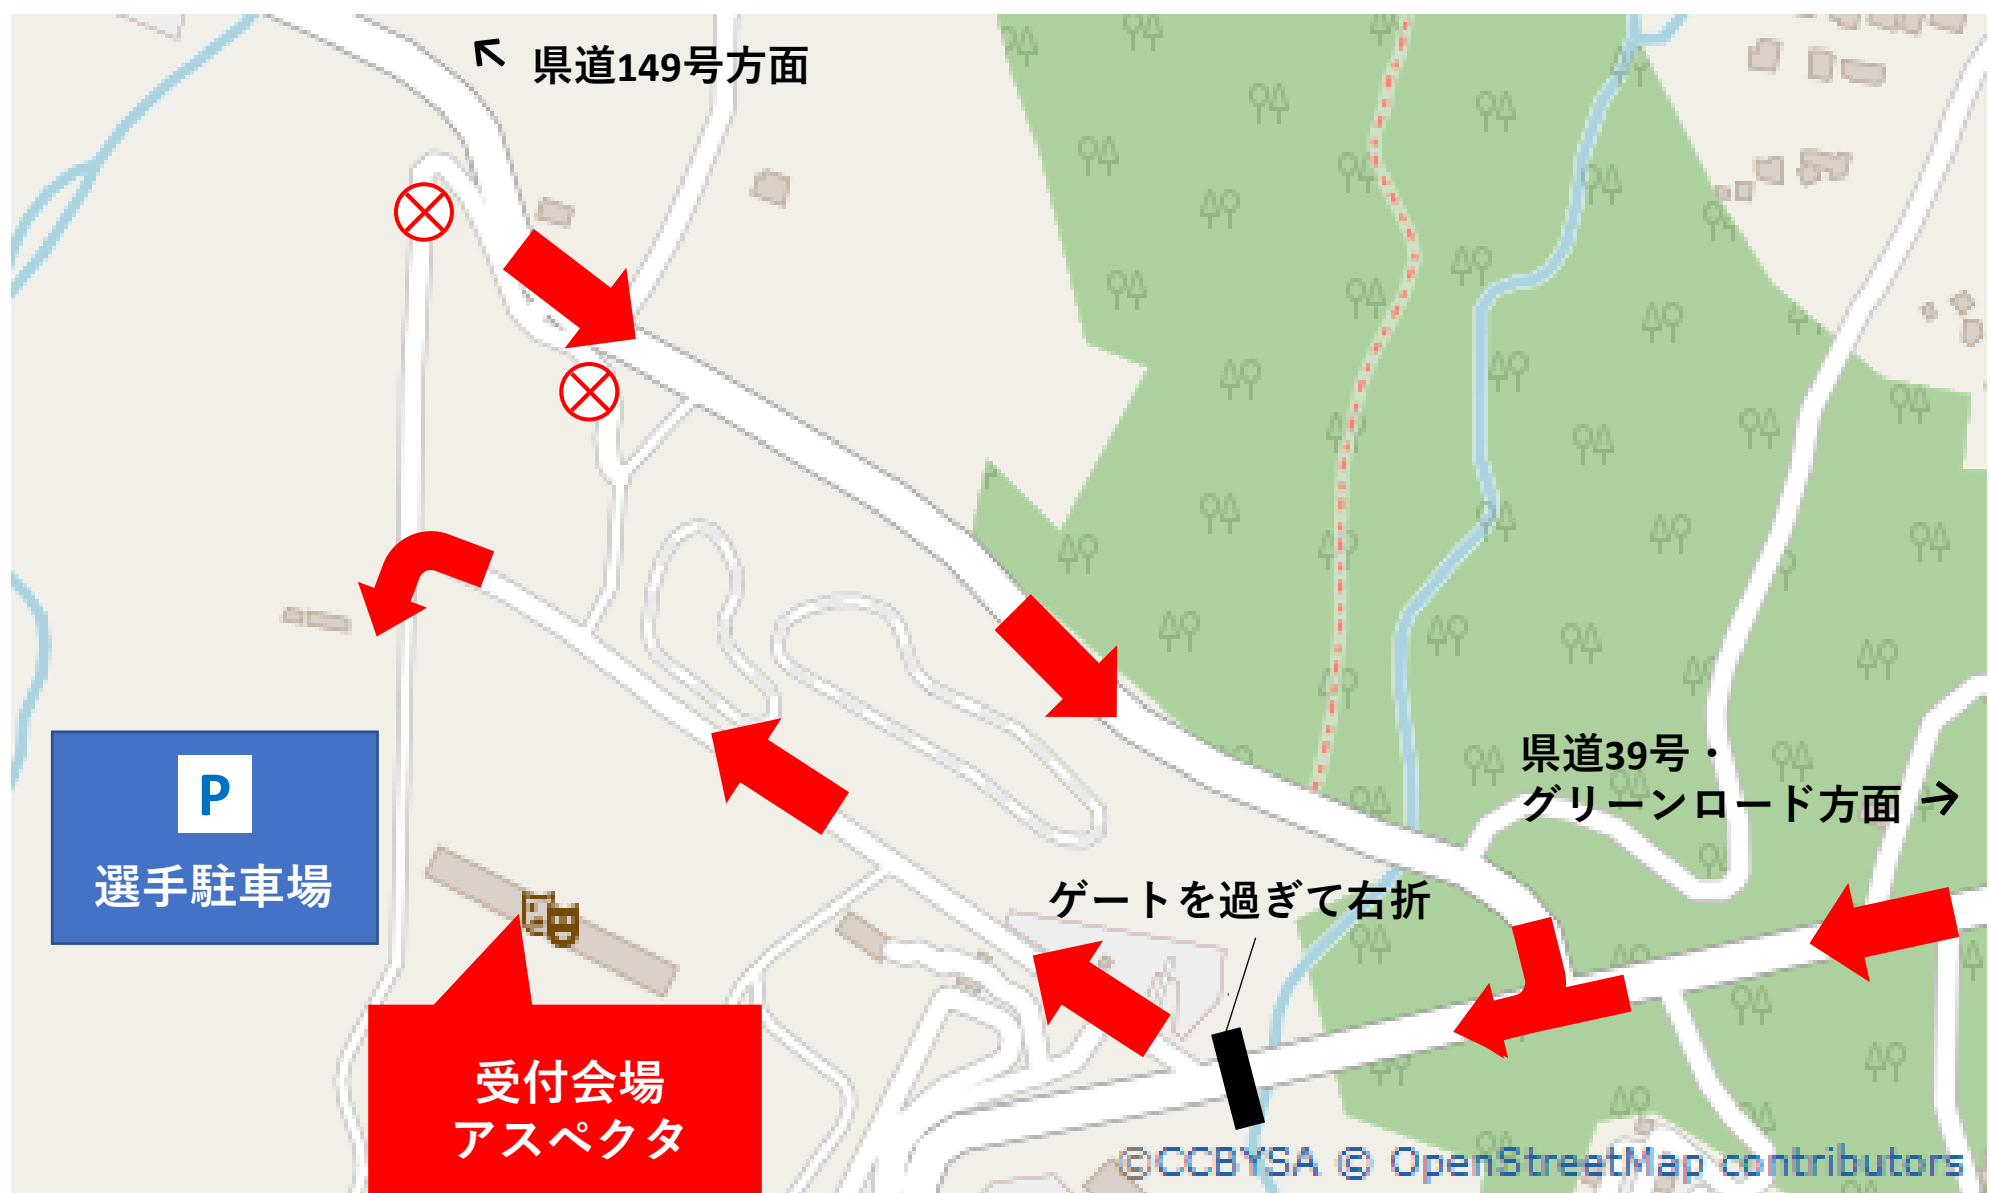 県道149号方面
県道39号・
グリーンロード方面
P
選手駐車場
ゲートを過ぎて右折
受付会場
アスペクタ
©CCBYSA © OpenStreetMap contributors